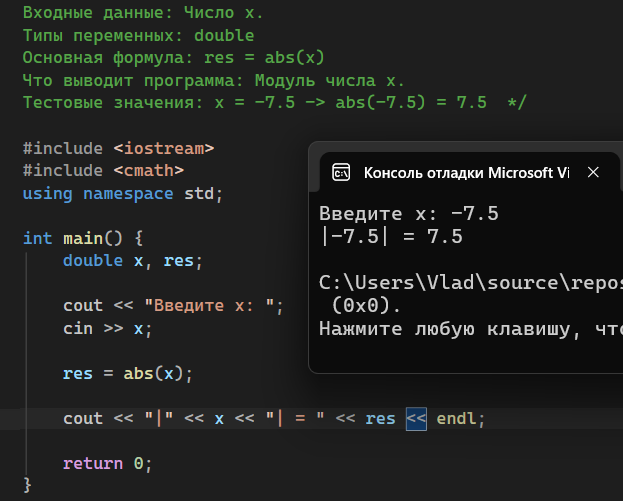 Входные данные: Число x.
Типы переменных: double
Основная формула: res = abs(x)
Что выводит программа: Модуль числа x.
Тестовые значения: x = -7.5 -> abs(-7.5) = 7.5  */
#include <iostream>
#include <cmath>
using namespace std;
int main() {
double x, res;
cout << "Введите x: ";
cin >> x;
res = abs(x);
cout << "|" << x << "| = " << res << endl;
return 0;
}
Консоль отладки Microsoft Vi
Введите x: -7.5
|-7.5| = 7.5
C:\Users\Vlad\source\repos
(0x0).
Нажмите любую клавишу, что